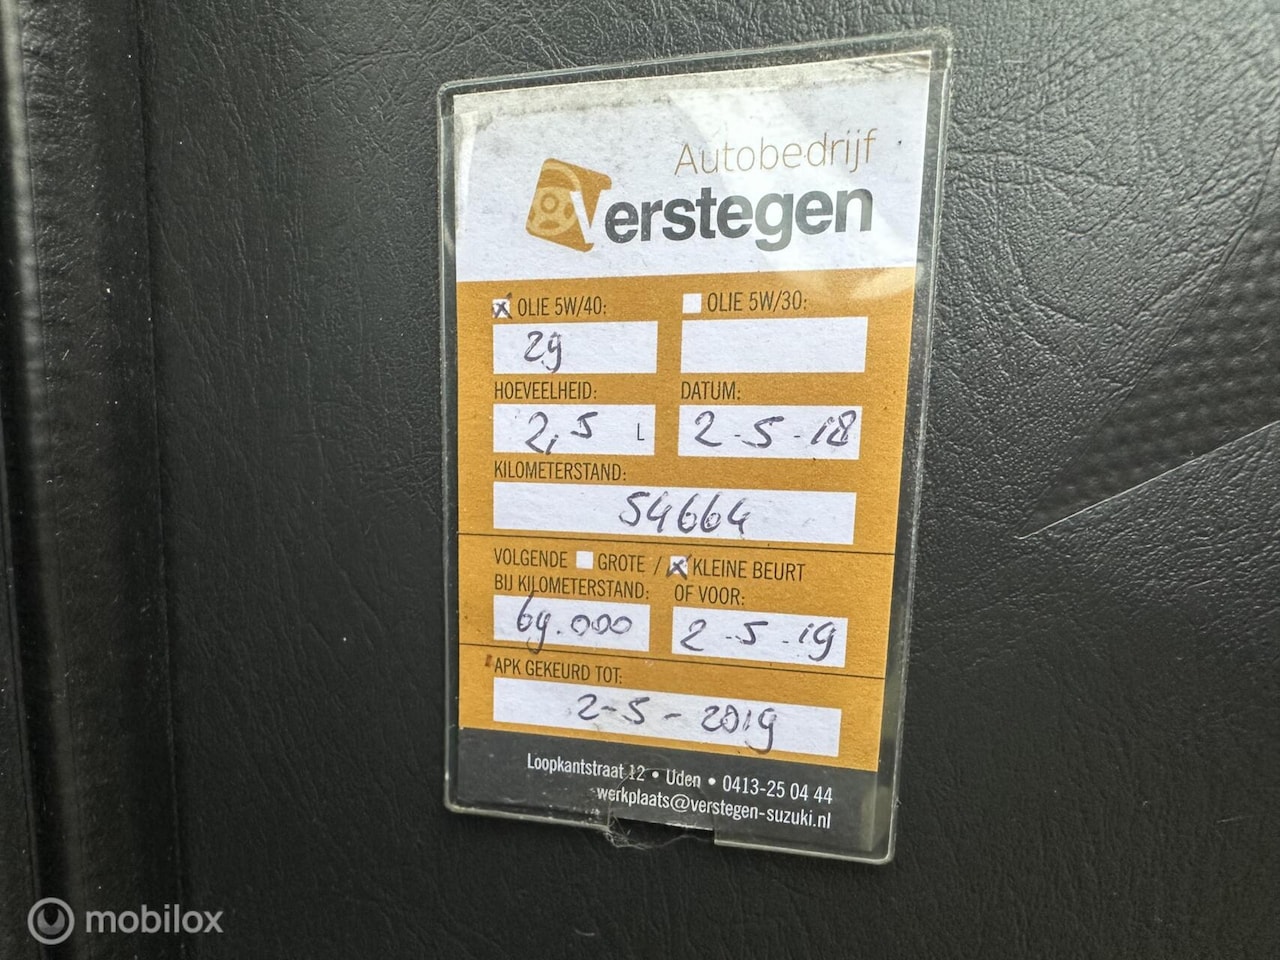 Autobedrijf
Verstegen
OLIE 5W/40: OLIE 5W/30:
29
HOEVEELHEID: DATUM:
2,5 L 2-5-18
KILOMETERSTAND:
54664
VOLGENDE GROTE / KLEINE BEURT
BIJ KILOMETERSTAND: OF VOOR:
69.000 2-5-19
APK GEKEURD TOT:
2-5-2019
Loopkantstraat 12 • Uden • 0413-25 04 44
werkplaats@verstegen-suzuki.nl
mobilox